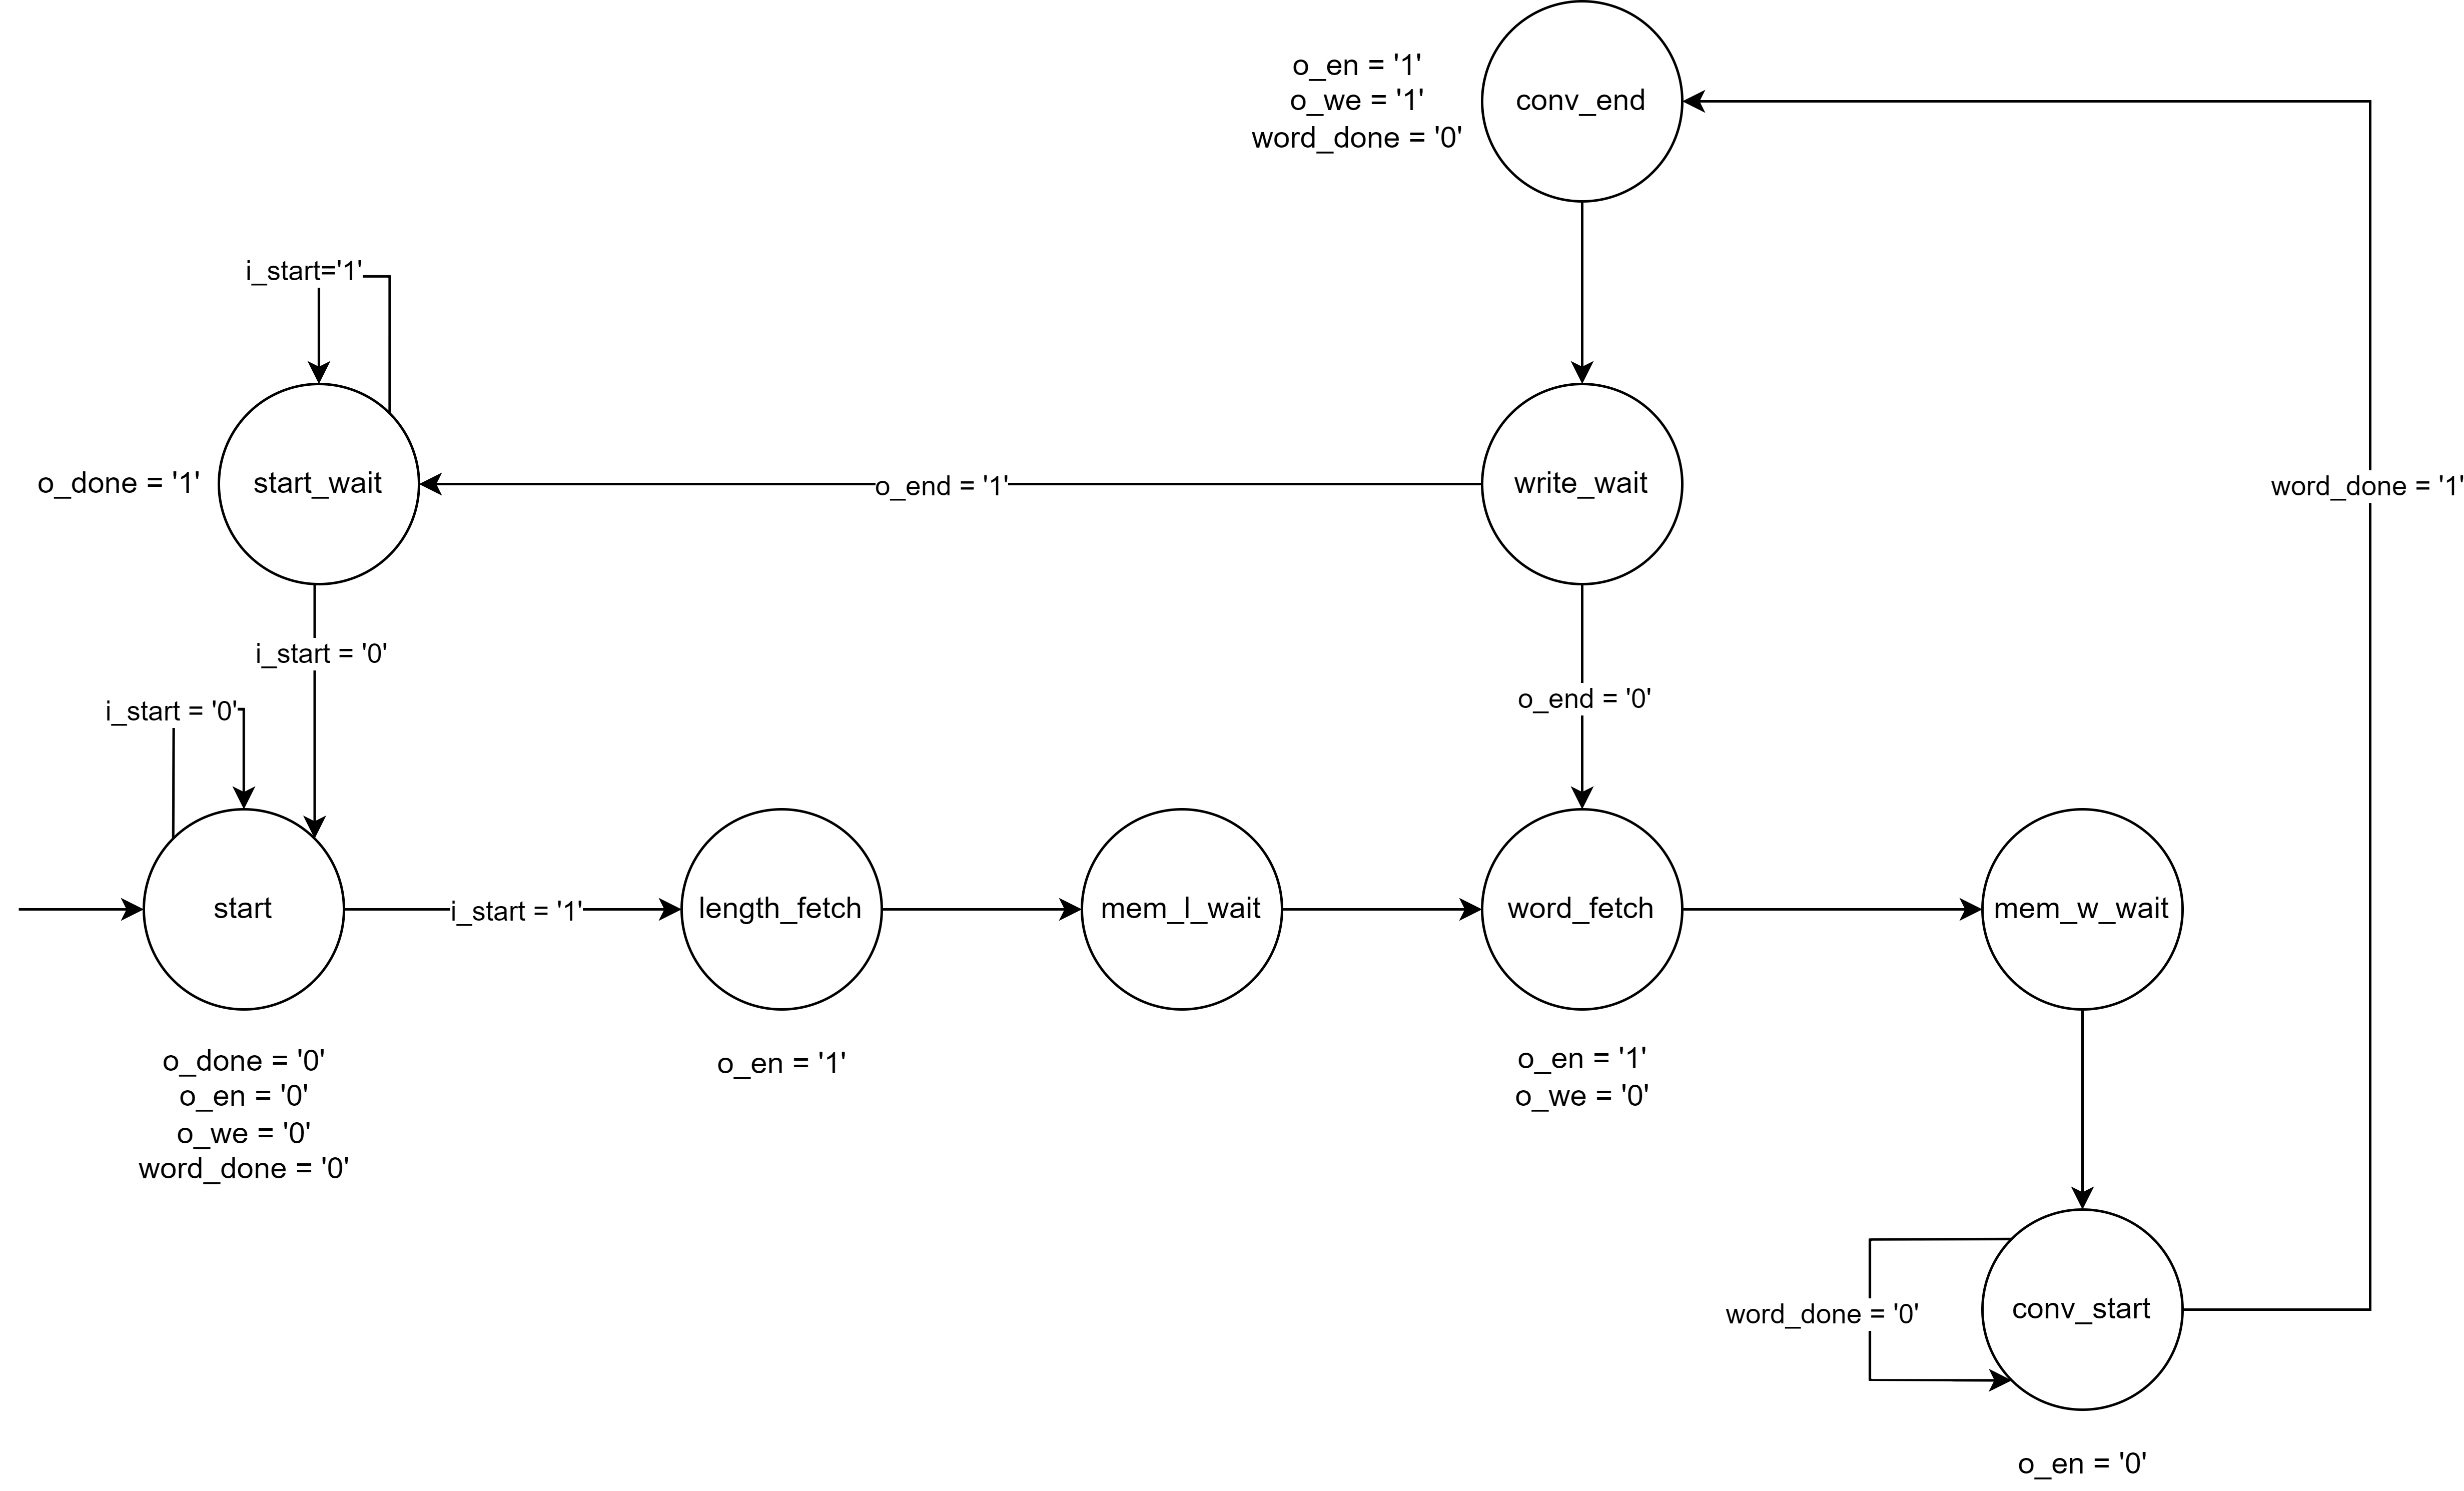 o_en = '1'
o_we = '1'
word_done = '0'
conv_end
i_start='1'
o_done = '1'
start_wait
o_end = '1'
write_wait
word_done = '1'
i_start = '0'
o_end = '0'
i_start = '0'
start
i_start = '1'
length_fetch
mem_l_wait
word_fetch
mem_w_wait
o_done = '0'
o_en = '0'
o_we = '0'
word_done = '0'
o_en = '1'
o_en = '1'
o_we = '0'
word_done = '0'
conv_start
o_en = '0'